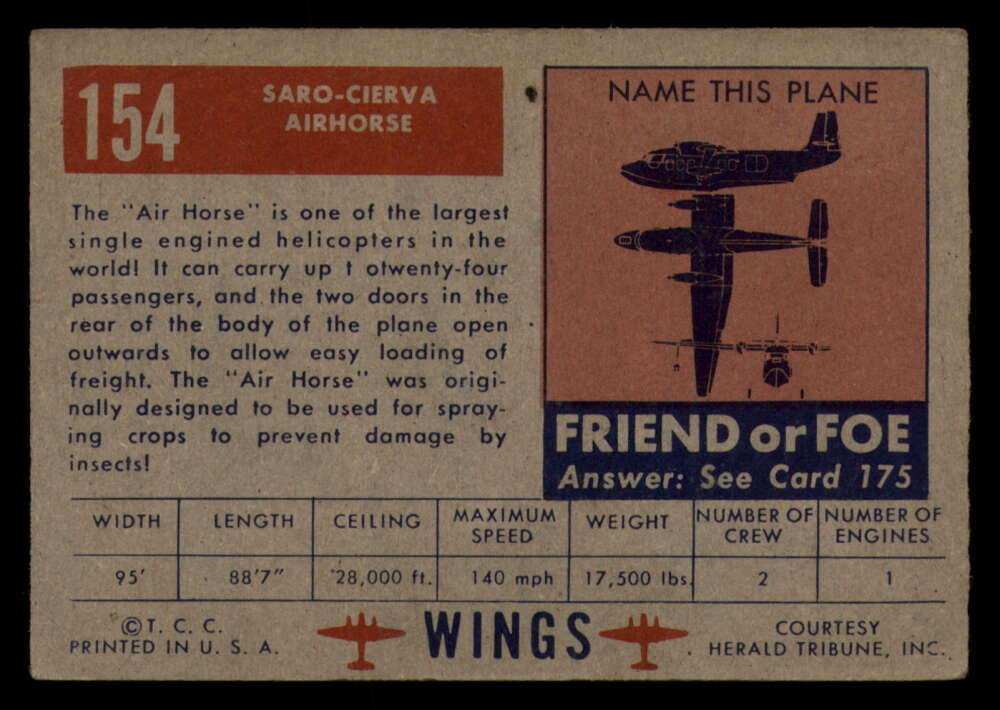 154
SARO-CIERVA
AIRHORSE
The "Air Horse" is one of the largest
single engined helicopters in the
world! It can carry up t otwenty-four
passengers, and the two doors in the
rear of the body of the plane open
outwards to allow easy loading of
freight. The "Air Horse" was origi-
nally designed to be used for spray-
ing crops to prevent damage by
insects!
NAME THIS PLANE
FRIEND or FOE
Answer: See Card 175
WIDTH LENGTH CEILING MAXIMUM SPEED WEIGHT NUMBER OF CREW NUMBER OF ENGINES
95' 88'7" 28,000 ft. 140 mph 17,500 lbs. 2 1
©T. C. C.
PRINTED IN U. S. A.
WINGS
COURTESY
HERALD TRIBUNE, INC.